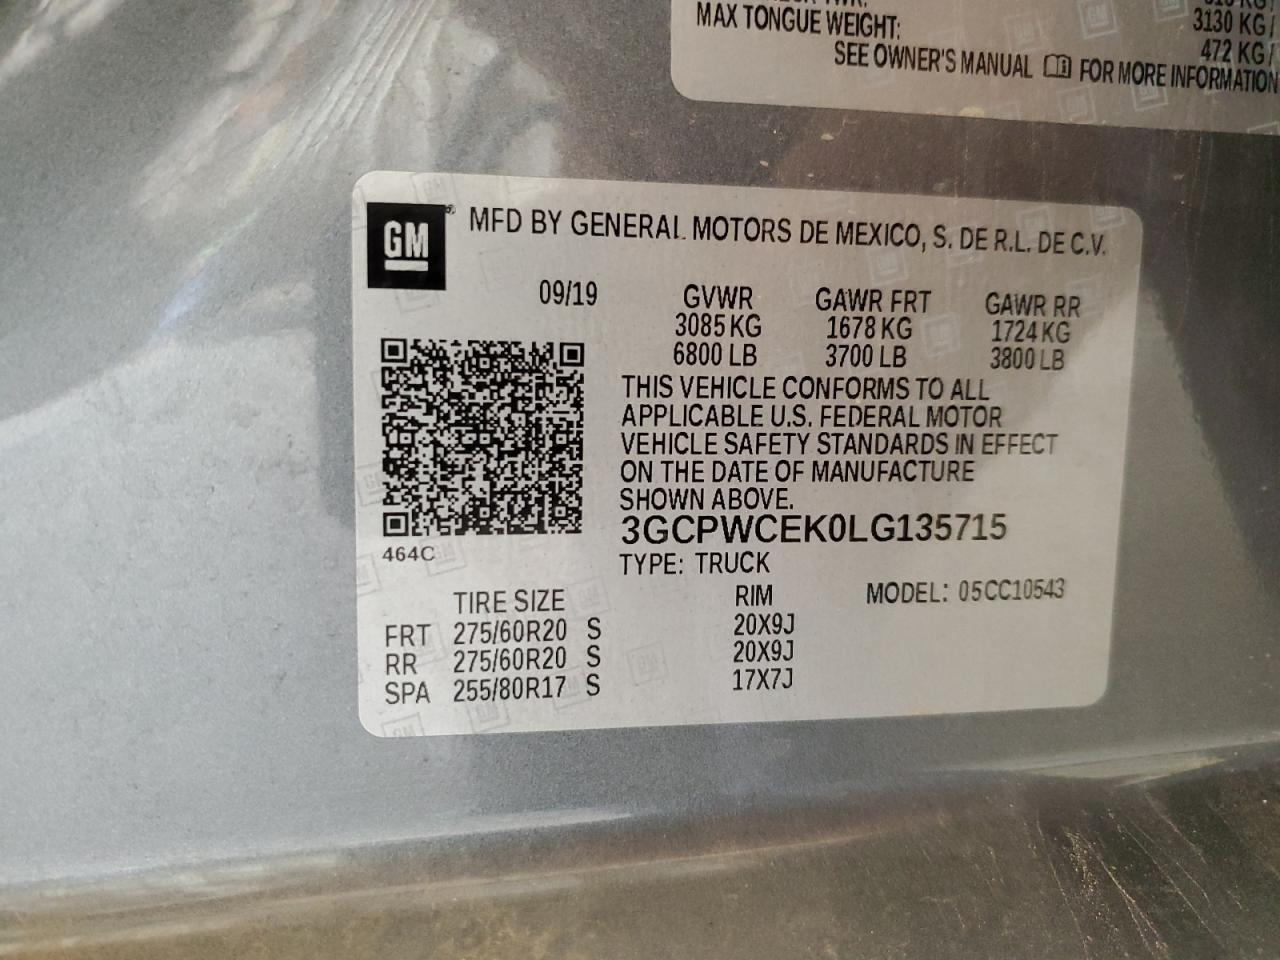 MAX TONGUE WEIGHT:
3130 KG/
472 KG/
SEE OWNER'S MANUAL FOR MORE INFORMATION
GM
MFD BY GENERAL MOTORS DE MEXICO, S. DE R.L. DE C.V.
09/19 GVWR GAWR FRT GAWR RR
3085 KG 1678 KG 1724 KG
6800 LB 3700 LB 3800 LB
THIS VEHICLE CONFORMS TO ALL
APPLICABLE U.S. FEDERAL MOTOR
VEHICLE SAFETY STANDARDS IN EFFECT
ON THE DATE OF MANUFACTURE
SHOWN ABOVE.
3GCPWCEK0LG135715
464C
TYPE: TRUCK
MODEL: 05CC10543
TIRE SIZE RIM
FRT 275/60R20 S 20X9J
RR 275/60R20 S 20X9J
SPA 255/80R17 S 17X7J